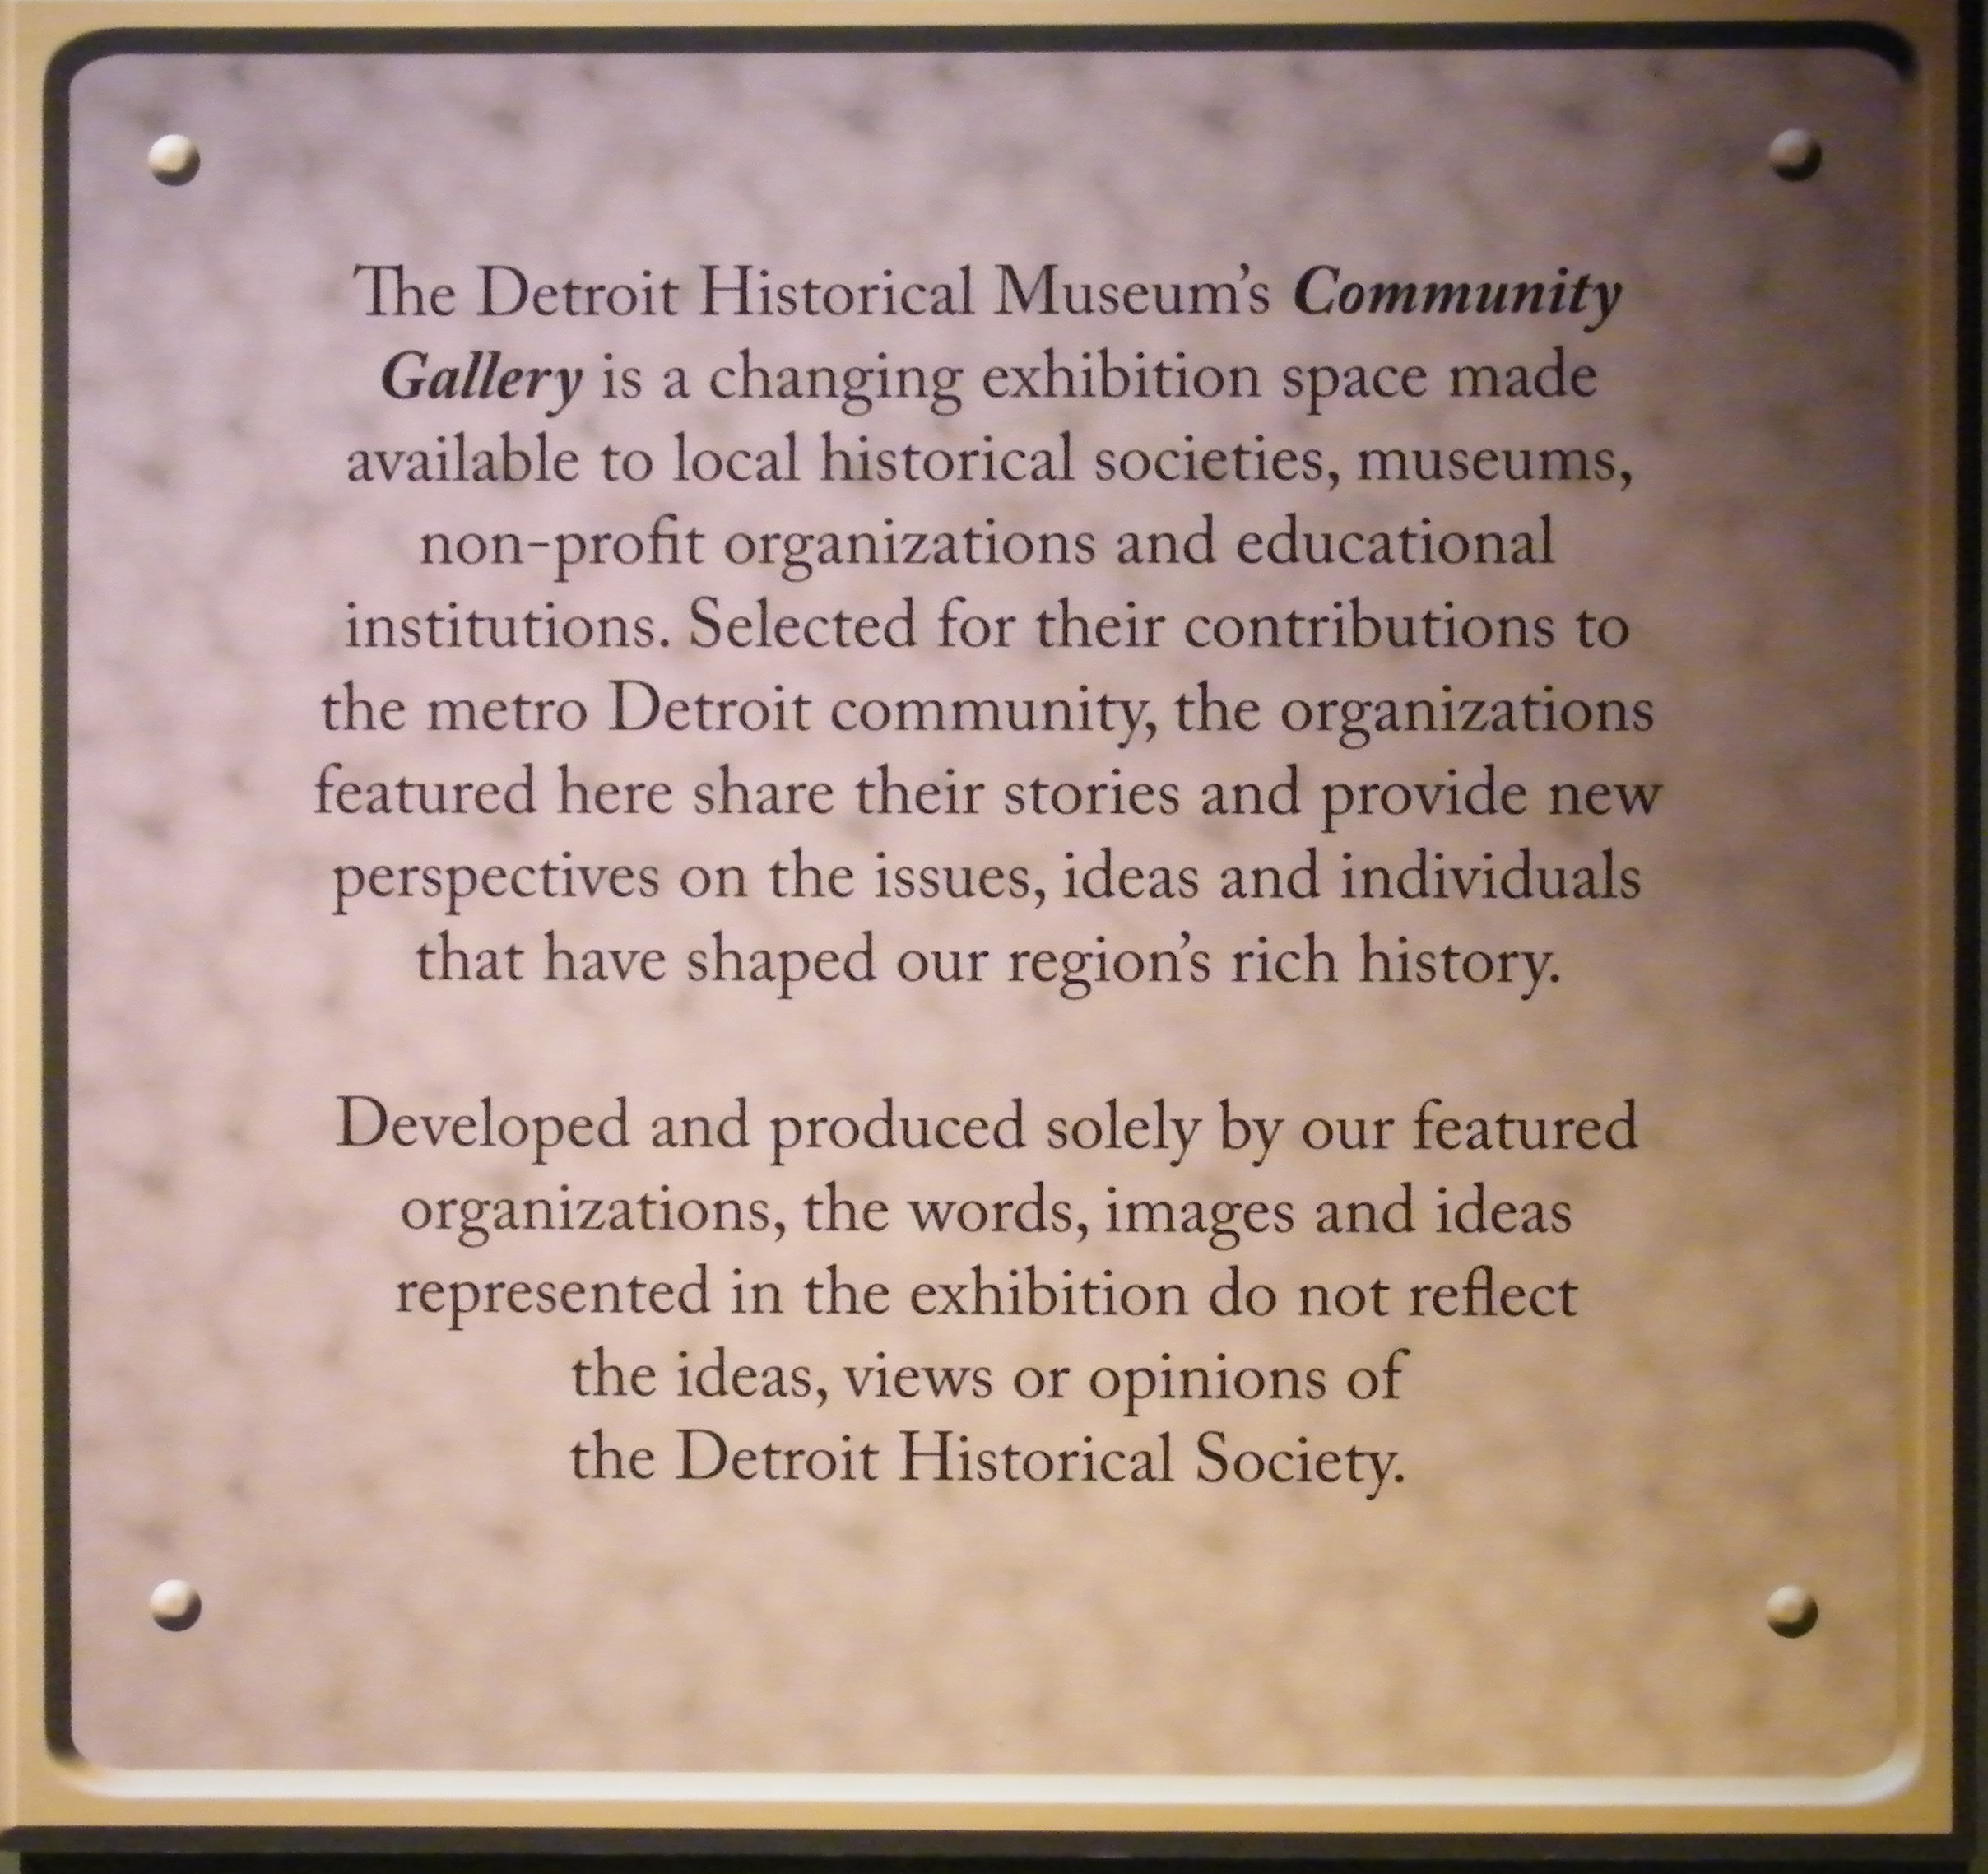 The Detroit Historical Museum’s Community
Gallery is a changing exhibition space made
available to local historical societies, museums,
non-profit organizations and educational
institutions. Selected for their contributions to
the metro Detroit community, the organizations
featured here share their stories and provide new
perspectives on the issues, ideas and individuals
that have shaped our region’s rich history.
Developed and produced solely by our featured
organizations, the words, images and ideas
represented in the exhibition do not reflect
the ideas, views or opinions of
the Detroit Historical Society.